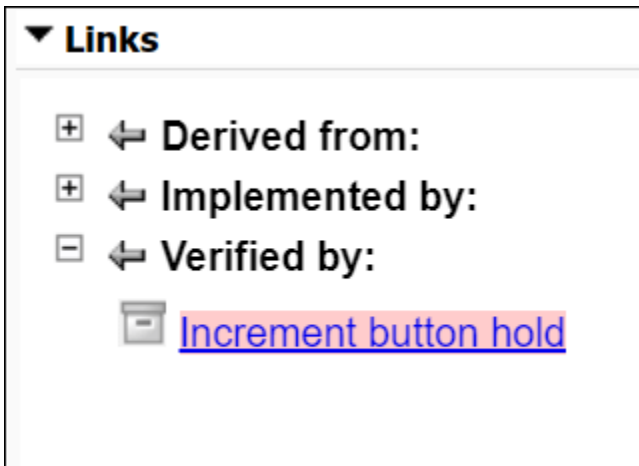 Links
Derived from:
Implemented by:
Verified by:
Increment button hold